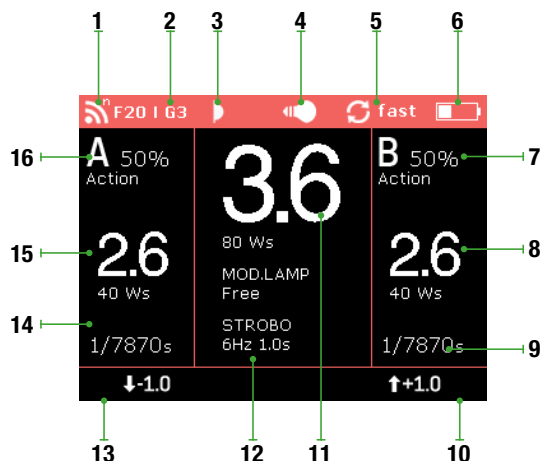 1 2 3 4 5 6
n F20 I G3 fast
16 A 50% 3.6 B 50% 7
Action Action
15 2.6 80 Ws 2.6 8
40 Ws MOD.LAMP 40 Ws
Free
14 STROBO
1/7870s 6Hz 1.0s 1/7870s 9
-1.0 +1.0
13 12 11 10